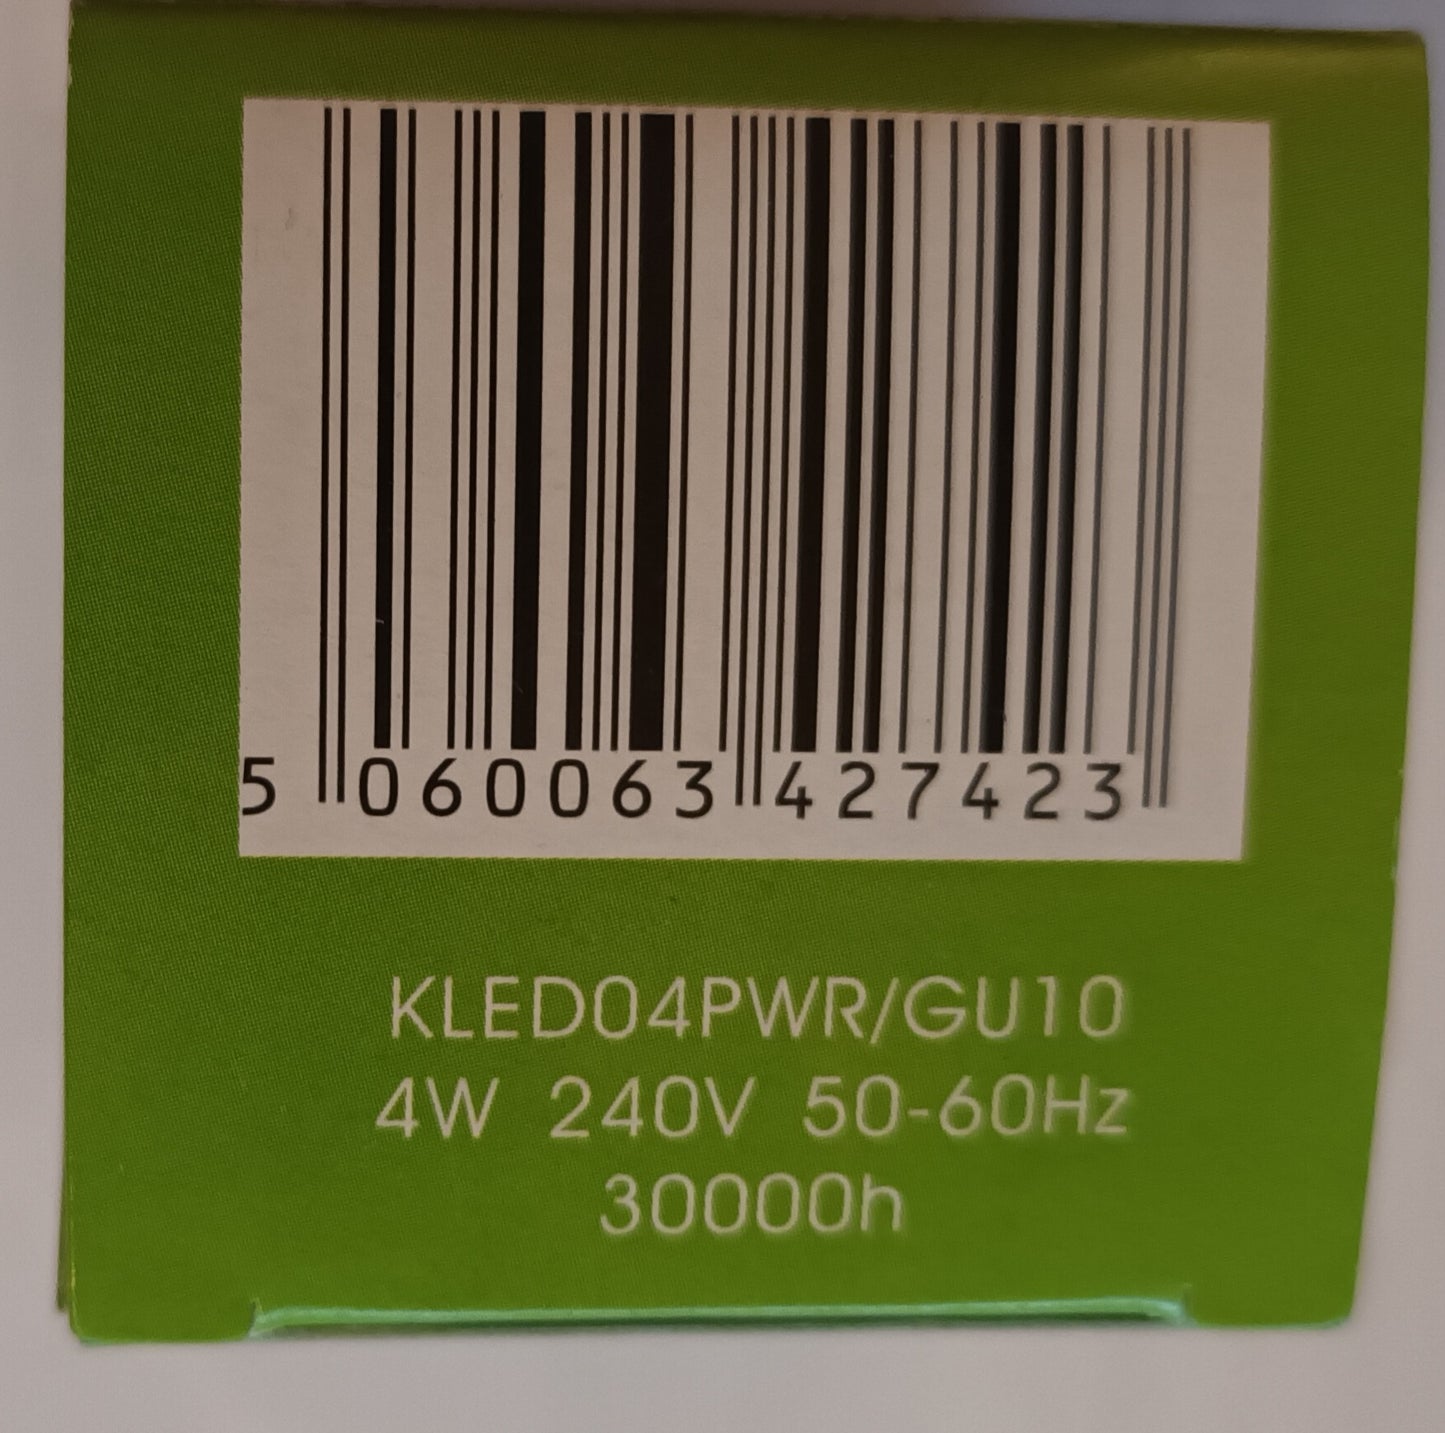 5 060063 427423
KLED04PWR/GU10
4W 240V 50-60Hz
30000h